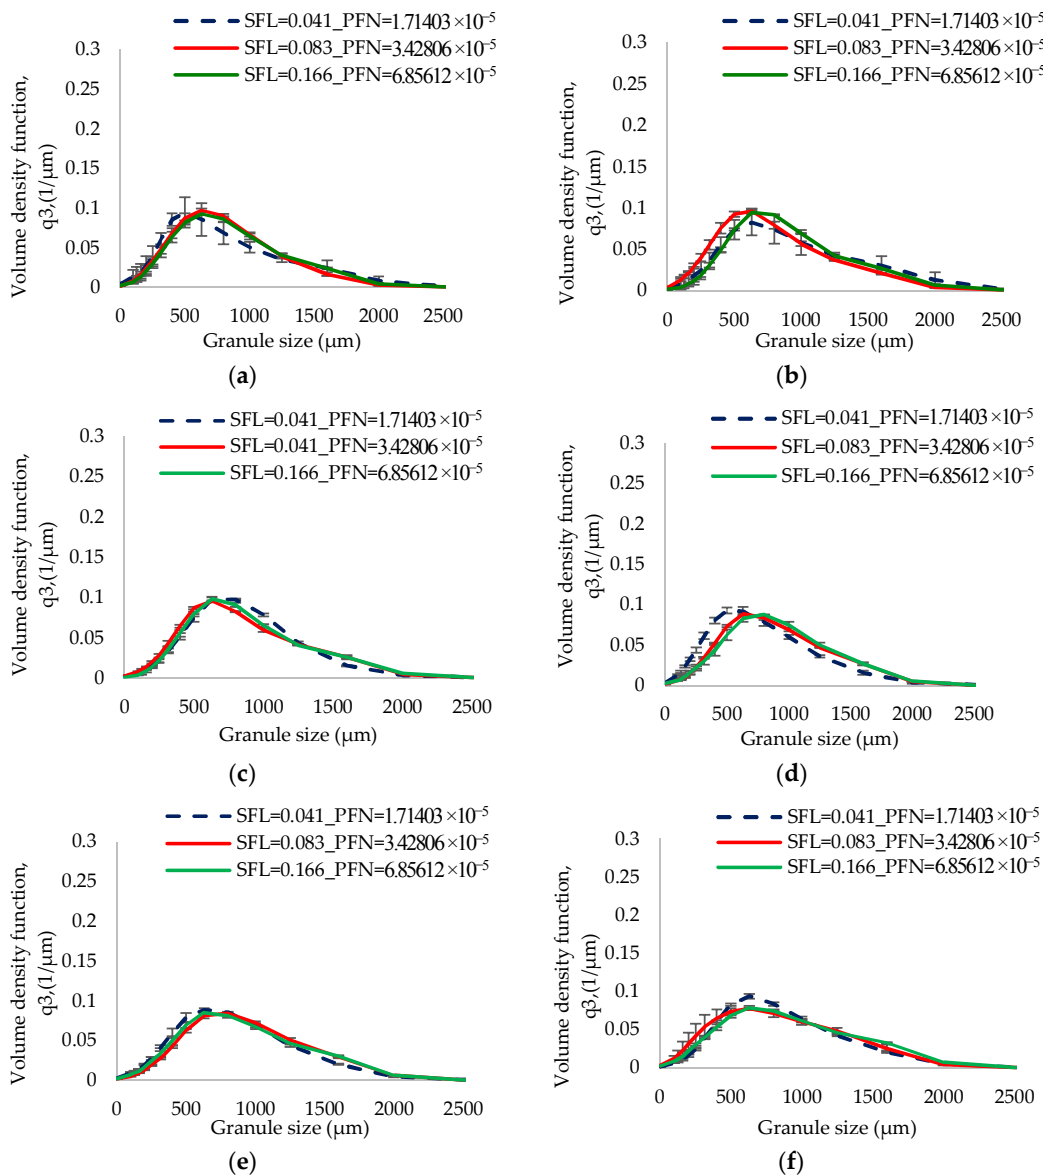 SFL=0.041_PFN=1.71403×10⁻⁵
SFL=0.083_PFN=3.42806×10⁻⁵
SFL=0.166_PFN=6.85612×10⁻⁵
Volume density function,
q3,(1/μm)
0.3
0.25
0.2
0.15
0.1
0.05
0
0 500 1000 1500 2000 2500
Granule size (μm)
(a)
SFL=0.041_PFN=1.71403×10⁻⁵
SFL=0.083_PFN=3.42806×10⁻⁵
SFL=0.166_PFN=6.85612×10⁻⁵
Volume density function,
q3,(1/μm)
0.3
0.25
0.2
0.15
0.1
0.05
0
0 500 1000 1500 2000 2500
Granule size (μm)
(b)
SFL=0.041_PFN=1.71403×10⁻⁵
SFL=0.041_PFN=3.42806×10⁻⁵
SFL=0.166_PFN=6.85612×10⁻⁵
Volume density function,
q3,(1/μm)
0.3
0.25
0.2
0.15
0.1
0.05
0
0 500 1000 1500 2000 2500
Granule size (μm)
(c)
SFL=0.041_PFN=1.71403×10⁻⁵
SFL=0.083_PFN=3.42806×10⁻⁵
SFL=0.166_PFN=6.85612×10⁻⁵
Volume density function,
q3,(1/μm)
0.3
0.25
0.2
0.15
0.1
0.05
0
0 500 1000 1500 2000 2500
Granule size (μm)
(d)
SFL=0.041_PFN=1.71403×10⁻⁵
SFL=0.083_PFN=3.42806×10⁻⁵
SFL=0.166_PFN=6.85612×10⁻⁵
Volume density function,
q3,(1/μm)
0.3
0.25
0.2
0.15
0.1
0.05
0
0 500 1000 1500 2000 2500
Granule size (μm)
(e)
SFL=0.041_PFN=1.71403×10⁻⁵
SFL=0.083_PFN=3.42806×10⁻⁵
SFL=0.166_PFN=6.85612×10⁻⁵
Volume density function,
q3,(1/μm)
0.3
0.25
0.2
0.15
0.1
0.05
0
0 500 1000 1500 2000 2500
Granule size (μm)
(f)